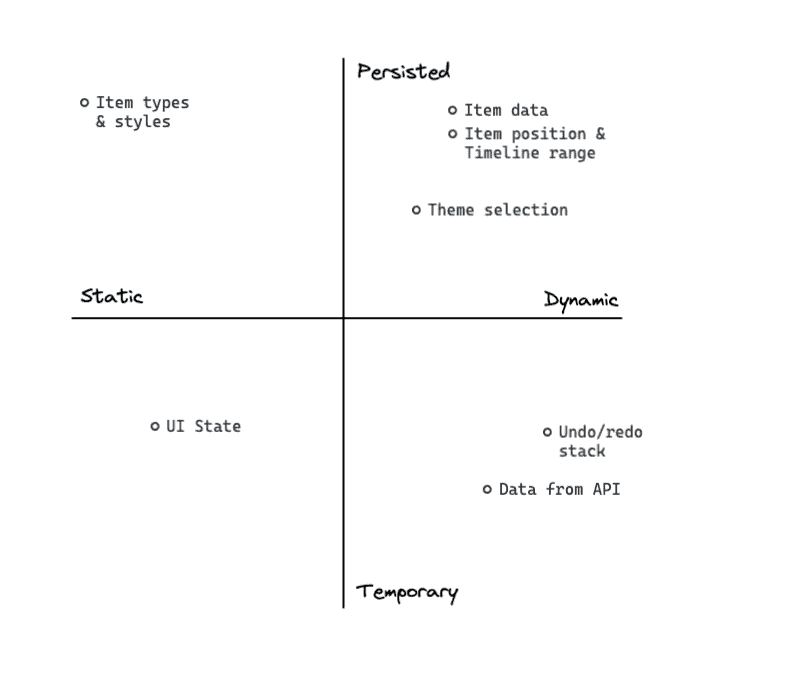 Persisted
Item types
& styles
Item data
Item position &
Timeline range
Theme selection
Static
Dynamic
UI State
Undo/redo
stack
Data from API
Temporary